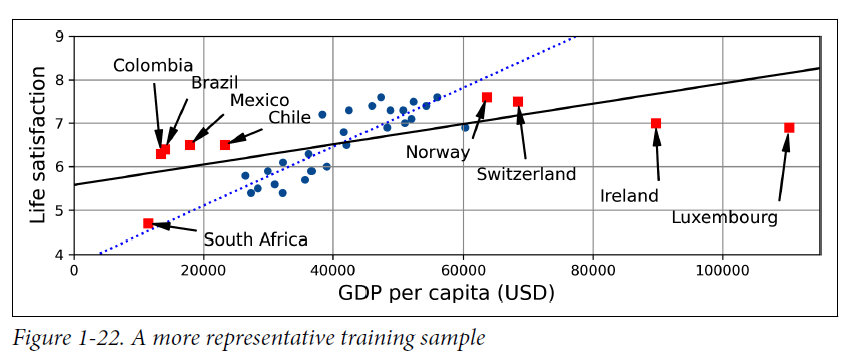 9
8
7
6
5
4
Life satisfaction
Colombia
Brazil
Mexico
Chile
Norway
Switzerland
Ireland
Luxembourg
South Africa
0 20000 40000 60000 80000 100000
GDP per capita (USD)
Figure 1-22. A more representative training sample